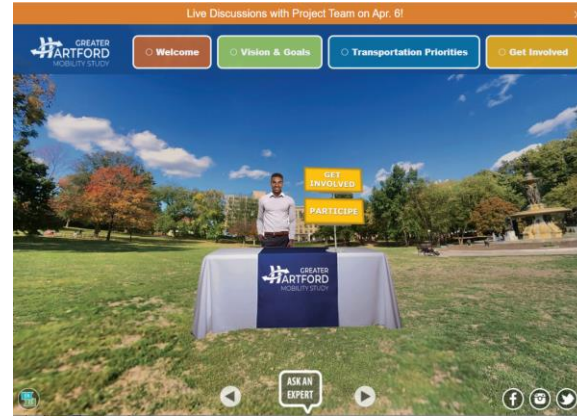 Live Discussions with Project Team on Apr. 6!
GREATER
HARTFORD
MOBILITY STUDY
Welcome
Vision & Goals
Transportation Priorities
Get Involved
GET
INVOLVED
PARTICIPE
GREATER
HARTFORD
MOBILITY STUDY
ASK AN
EXPERT